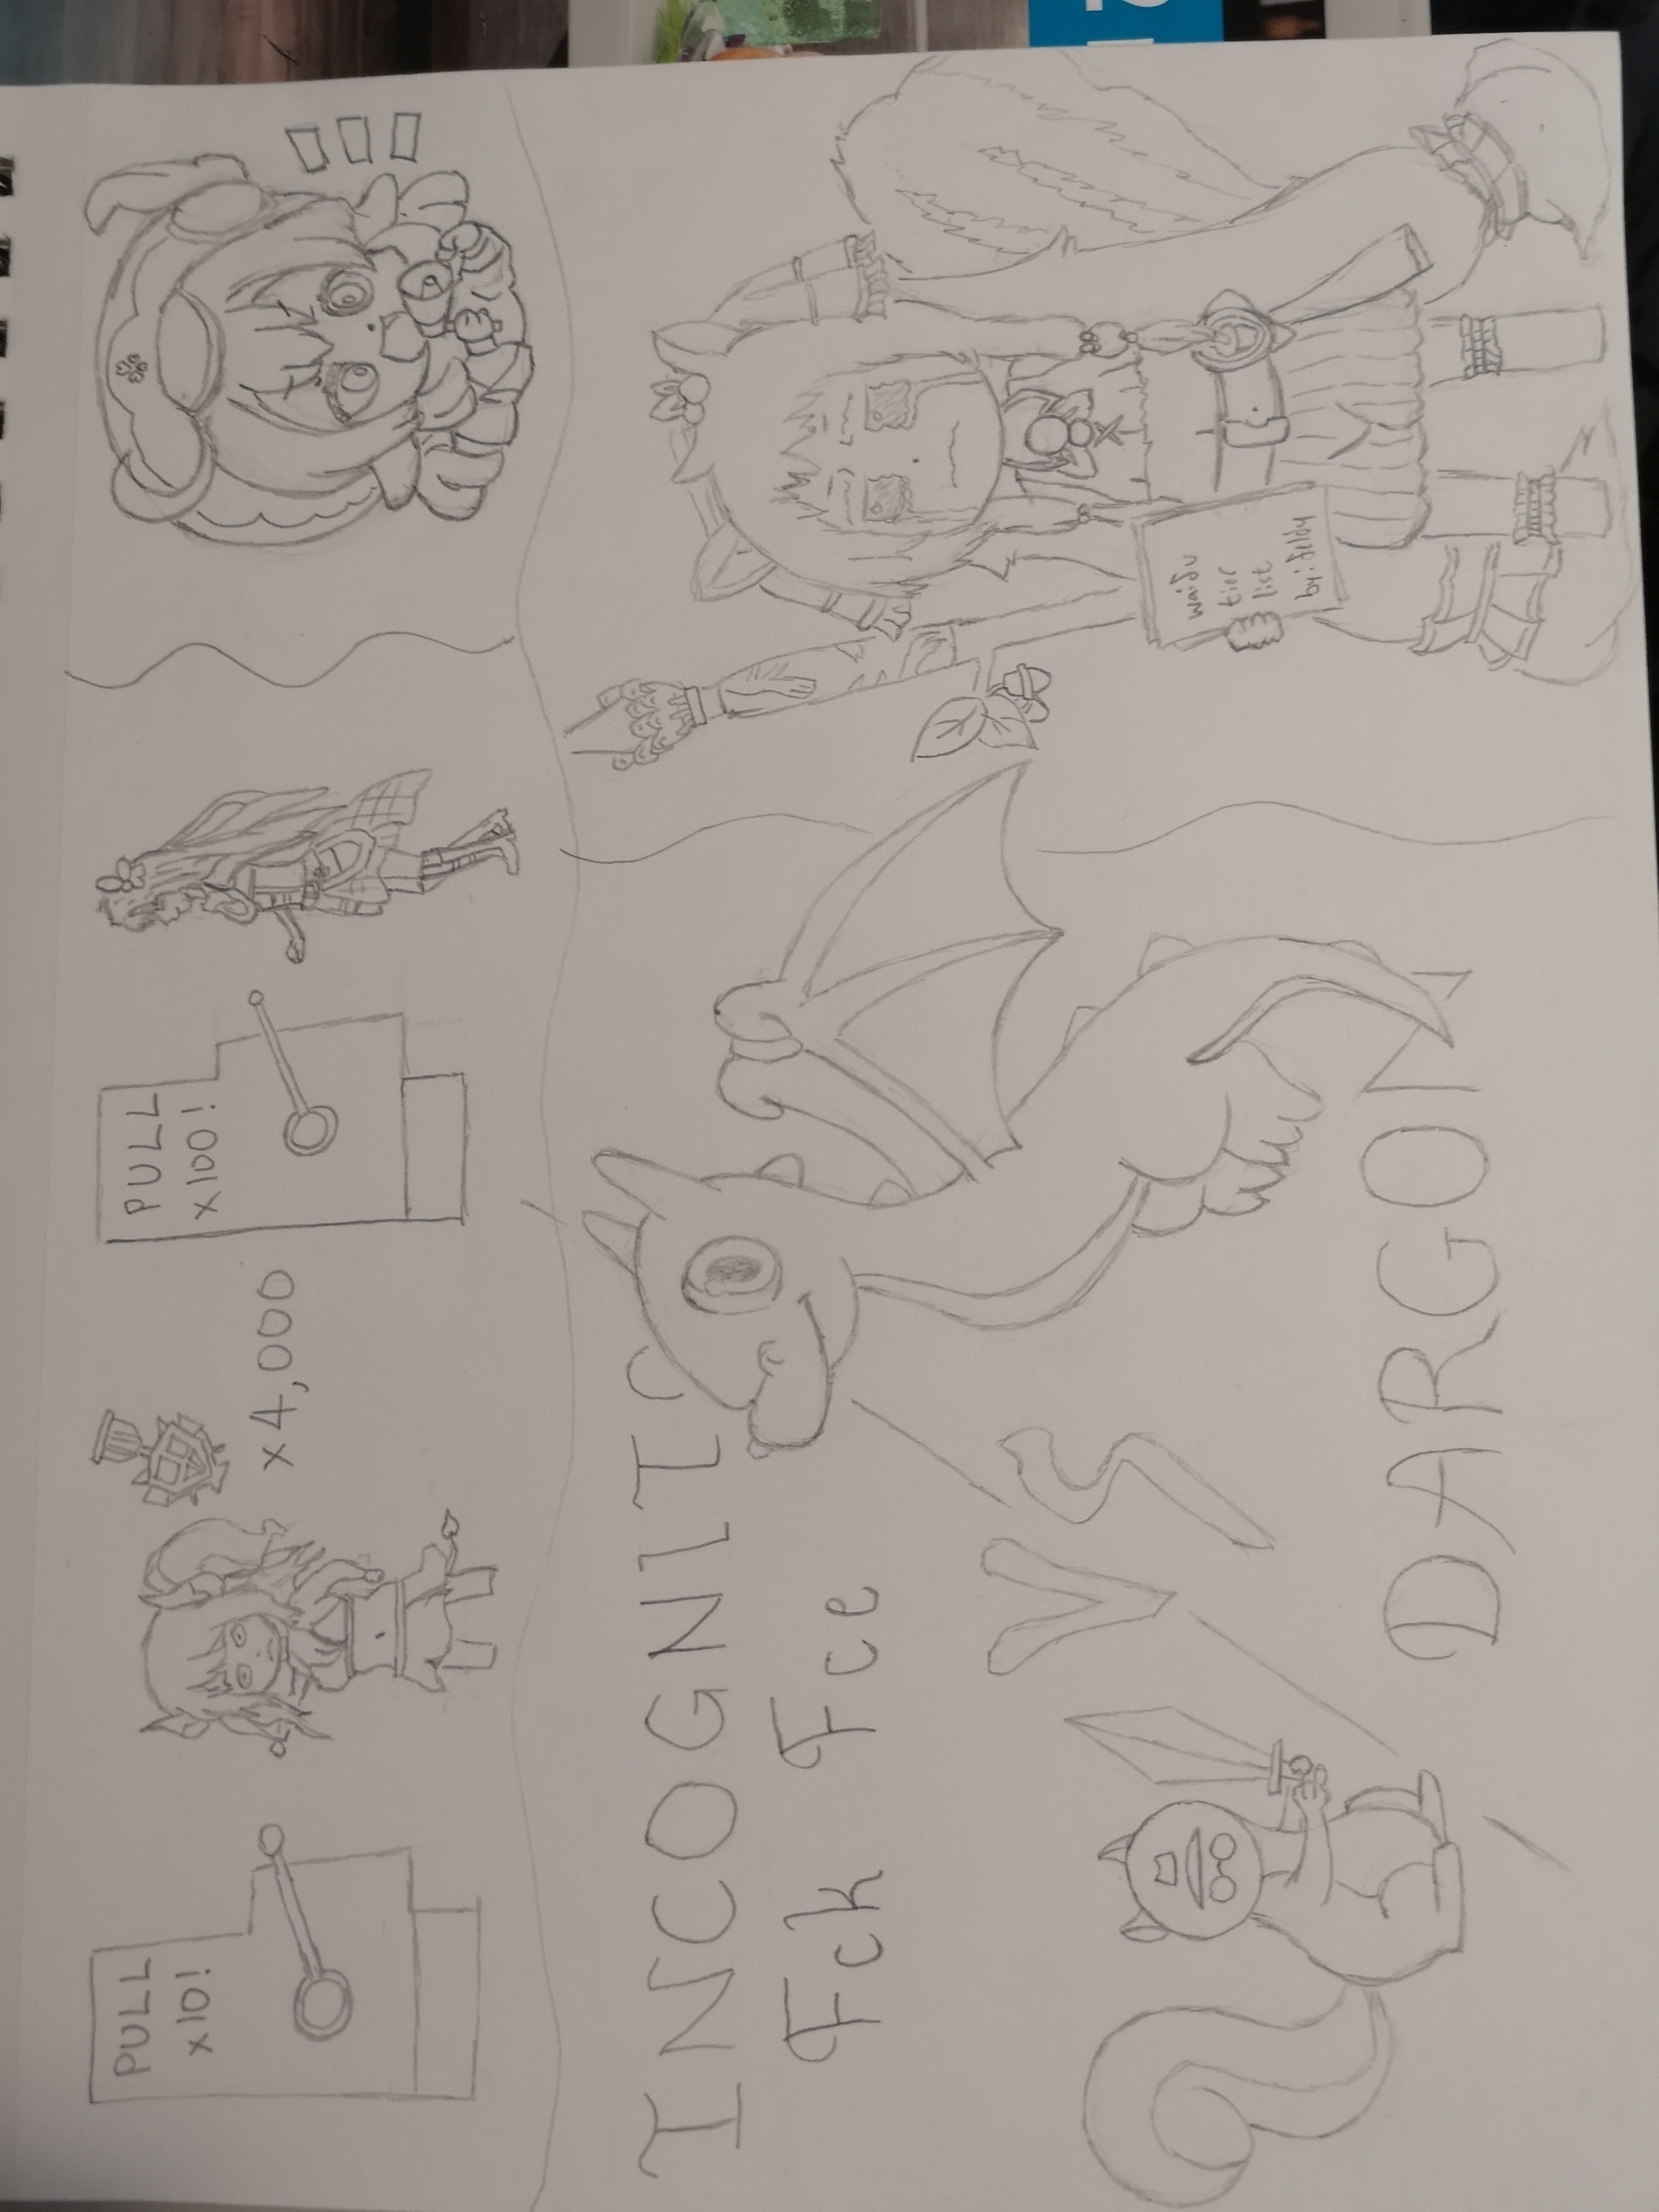 PULL
x10!
x4,000
PULL
x100!
INCOGNITO
Fck Fce
VS
DARGON
waifu
tier
list
by: feldy